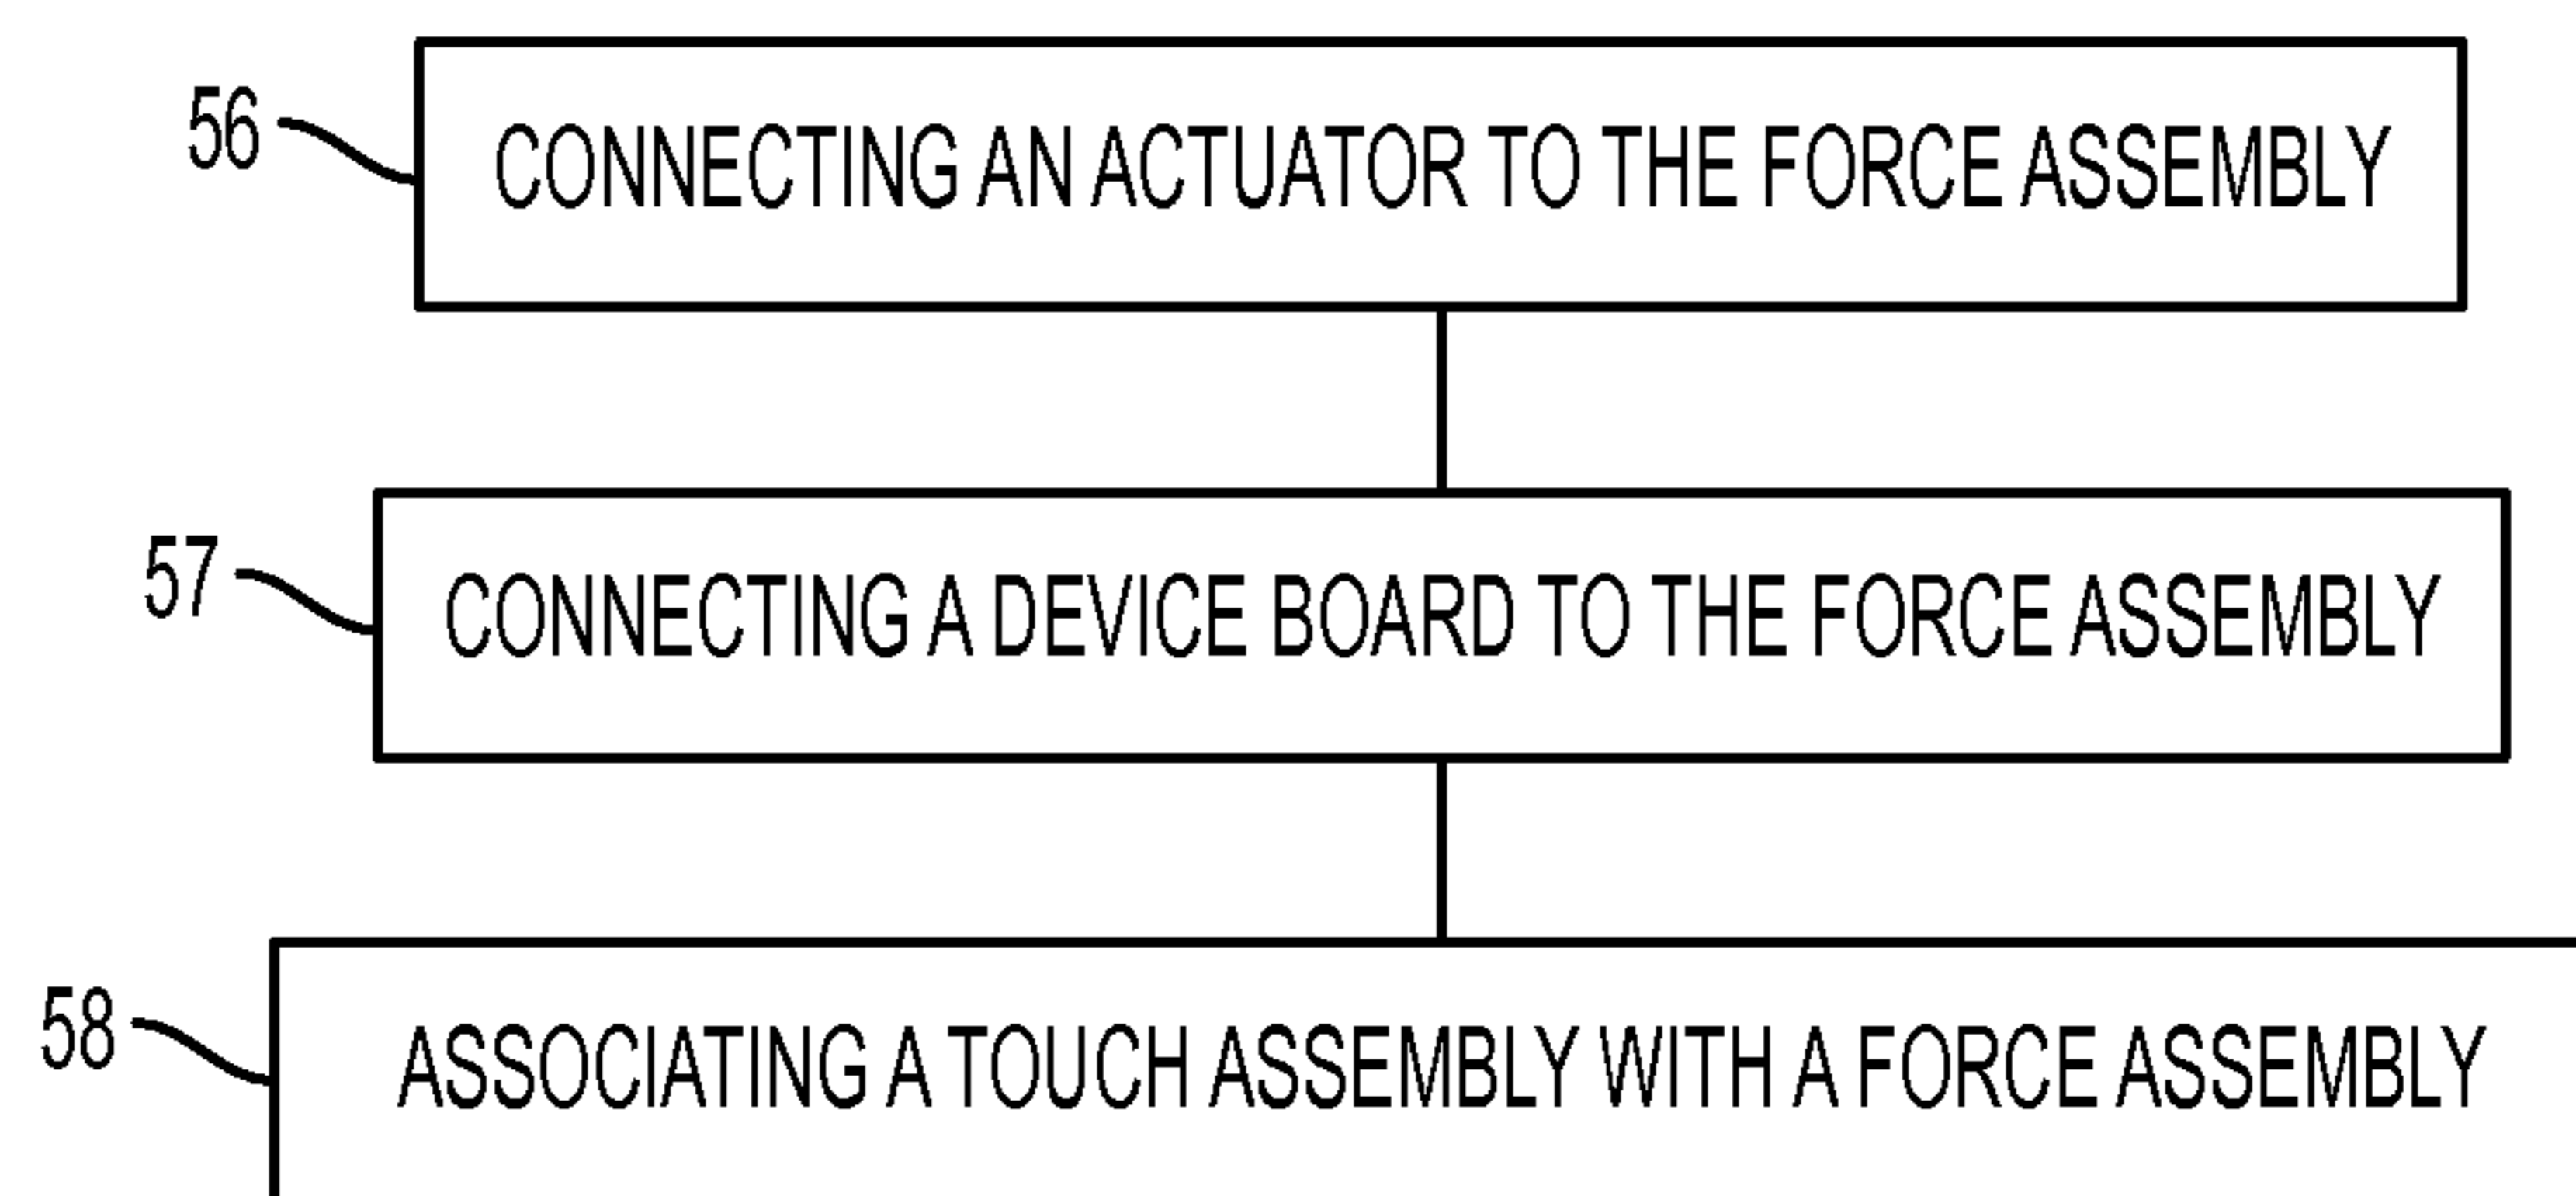 56 CONNECTING AN ACTUATOR TO THE FORCE ASSEMBLY
57 CONNECTING A DEVICE BOARD TO THE FORCE ASSEMBLY
58 ASSOCIATING A TOUCH ASSEMBLY WITH A FORCE ASSEMBLY